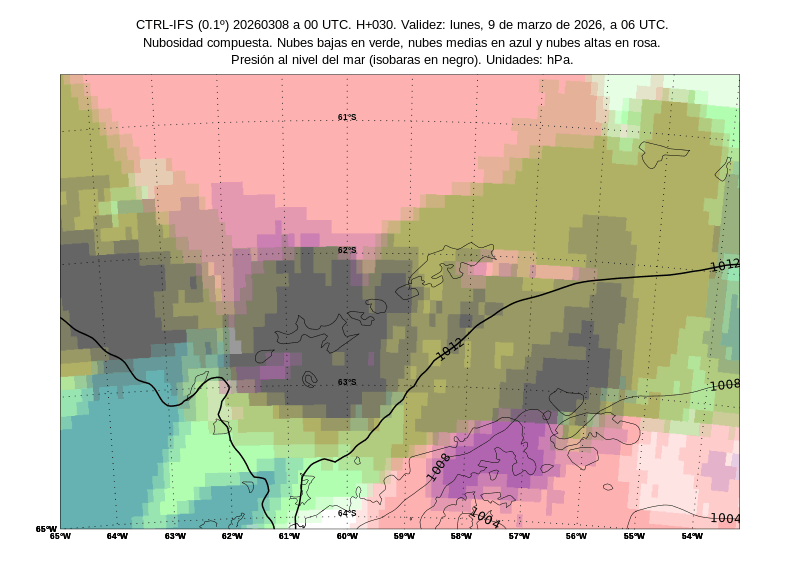 CTRL-IFS (0.1º) 20260308 a 00 UTC. H+030. Validez: lunes, 9 de marzo de 2026, a 06 UTC.
Nubosidad compuesta. Nubes bajas en verde, nubes medias en azul y nubes altas en rosa.
Presión al nivel del mar (isobaras en negro). Unidades: hPa.
61°S
62°S
1012
1012
63°S
1008
1008
64°S
1004
1004
65°W
65°W 64°W 63°W 62°W 61°W 60°W 59°W 58°W 57°W 56°W 55°W 54°W